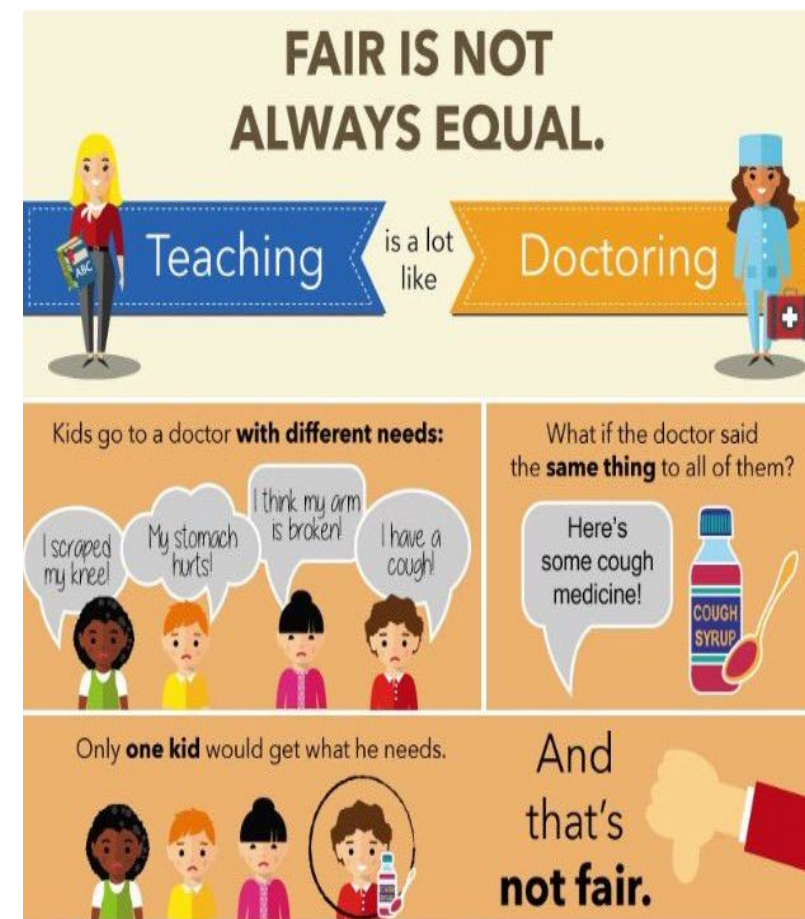 FAIR IS NOT
ALWAYS EQUAL.
ABC
Teaching
is a lot
like
Doctoring
Kids go to a doctor with different needs:
I scraped
my knee!
My stomach
hurts!
I think my arm
is broken!
I have a
cough!
What if the doctor said
the same thing to all of them?
Here's
some cough
medicine!
COUGH
SYRUP
Only one kid would get what he needs.
And
that's
not fair.